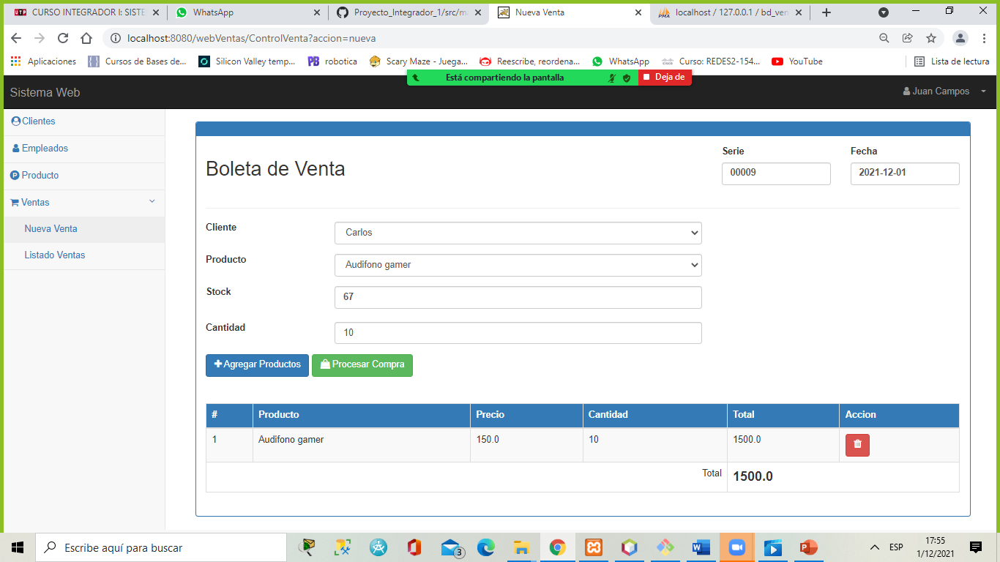 UTP CURSO INTEGRADOR I: SISTE
WhatsApp
Proyecto_Integrador_1/src/ma
Nueva Venta
PMA localhost / 127.0.0.1 / bd_ven
localhost:8080/webVentas/ControlVenta?accion=nueva
Aplicaciones
Cursos de Bases de...
Silicon Valley temp...
PB robotica
Scary Maze - Juega...
Reescribe, reordena...
WhatsApp
Curso: REDES2-154...
YouTube
Lista de lectura
Está compartiendo la pantalla
Deja de
Sistema Web
Juan Campos
Clientes
Empleados
P Producto
Ventas
Nueva Venta
Listado Ventas
Boleta de Venta
Serie
00009
Fecha
2021-12-01
Cliente
Carlos
Producto
Audifono gamer
Stock
67
Cantidad
10
Agregar Productos
Procesar Compra
# Producto Precio Cantidad Total Accion
1 Audifono gamer 150.0 10 1500.0
Total 1500.0
Escribe aquí para buscar
3
ESP
17:55
1/12/2021